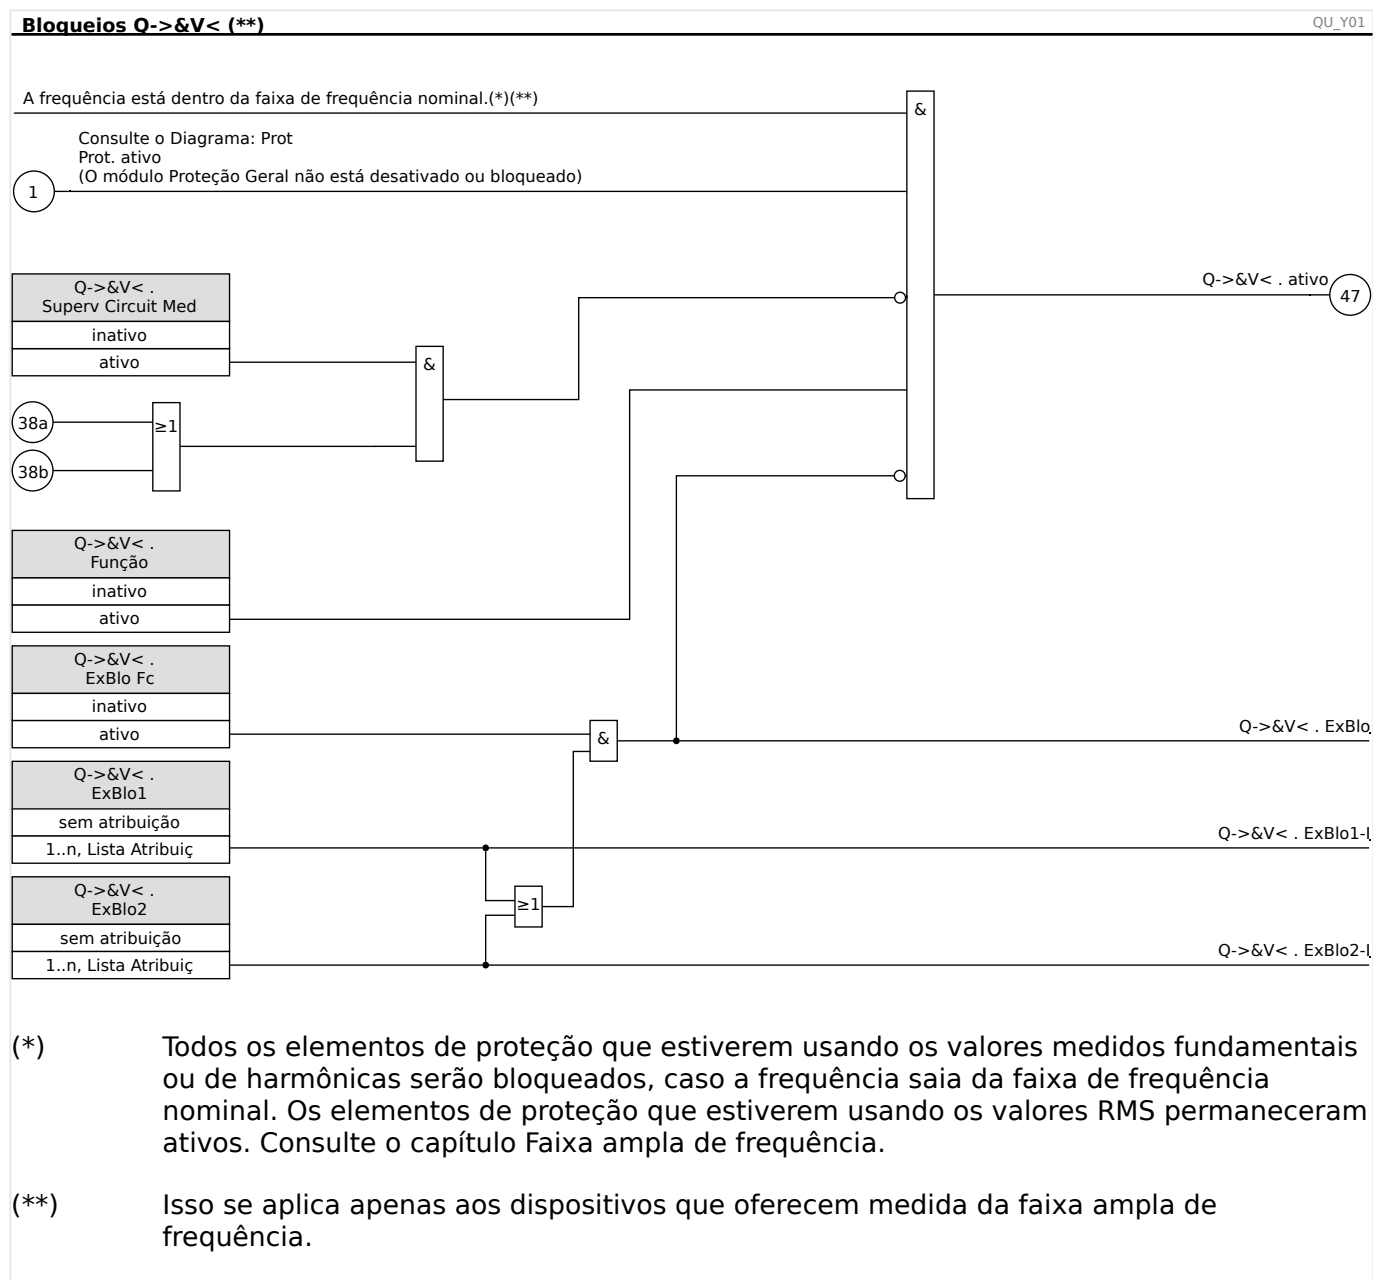 Bloqueios Q->&V< (**)
QU_Y01
A frequência está dentro da faixa de frequência nominal.(*)(**)
&
Consulte o Diagrama: Prot
Prot. ativo
(O módulo Proteção Geral não está desativado ou bloqueado)
1
Q->&V< .
Superv Circuit Med
inativo
ativo
&
Q->&V< . ativo
47
38a
≥1
38b
Q->&V< .
Função
inativo
ativo
Q->&V< .
ExBlo Fc
inativo
ativo
&
Q->&V< . ExBlo
Q->&V< .
ExBlo1
sem atribuição
1..n, Lista Atribuiç
Q->&V< . ExBlo1-I
Q->&V< .
ExBlo2
≥1
sem atribuição
1..n, Lista Atribuiç
Q->&V< . ExBlo2-I
(*) Todos os elementos de proteção que estiverem usando os valores medidos fundamentais
ou de harmônicas serão bloqueados, caso a frequência saia da faixa de frequência
nominal. Os elementos de proteção que estiverem usando os valores RMS permaneceram
ativos. Consulte o capítulo Faixa ampla de frequência.
(**) Isso se aplica apenas aos dispositivos que oferecem medida da faixa ampla de
frequência.